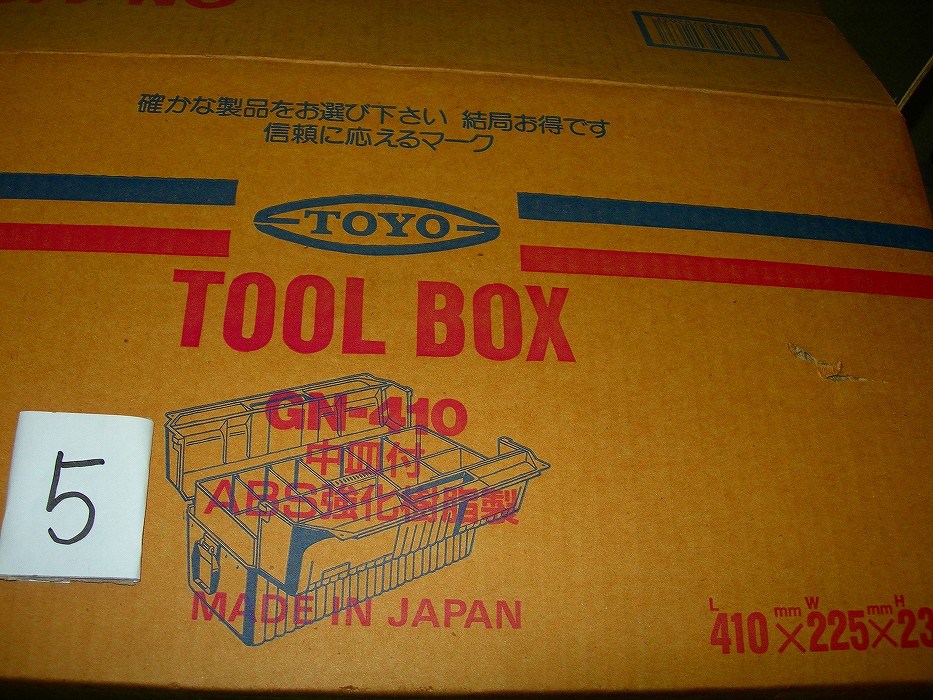 確かな製品をお選び下さい 結局お得です
信頼に応えるマーク
TOYO
TOOL BOX
GN-410
中皿付
ABS強化樹脂製
MADE IN JAPAN
5
L mm W mm H
410×225×23